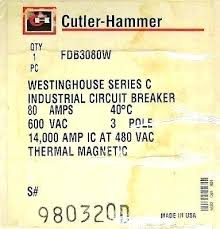 Cutler-Hammer
QTY
1 FDB3080W
PC
WESTINGHOUSE SERIES C
INDUSTRIAL CIRCUIT BREAKER
80 AMPS 40°C
600 VAC 3 POLE
14,000 AMP IC AT 480 VAC
THERMAL MAGNETIC
S#
980320D
MADE IN USA